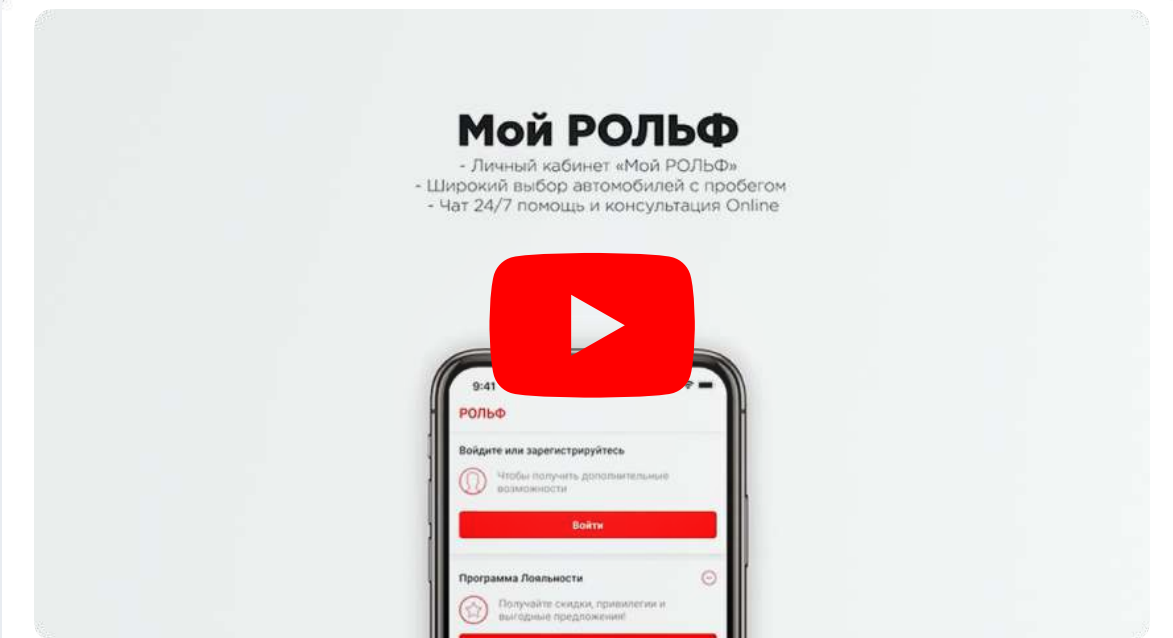 Мой РОЛЬФ
- Личный кабинет «Мой РОЛЬФ»
- Широкий выбор автомобилей с пробегом
- Чат 24/7 помощь и консультация Online
9:41
РОЛЬФ
Войдите или зарегистрируйтесь
Чтобы получить дополнительные
возможности
Войти
Программа Лояльности
Получайте скидки, привилегии и
выгодные предложения!